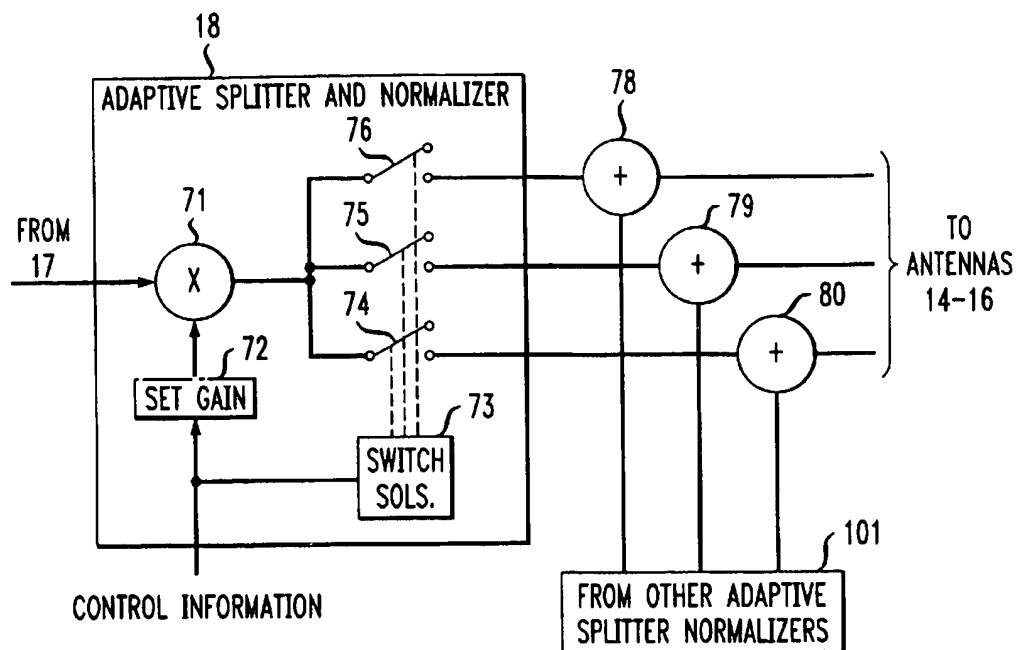 18
ADAPTIVE SPLITTER AND NORMALIZER
78
76
71
79
FROM
17
75
TO
ANTENNAS
14-16
X
+
+
80
74
+
72
SET GAIN
73
SWITCH
SOLS.
101
CONTROL INFORMATION
FROM OTHER ADAPTIVE
SPLITTER NORMALIZERS